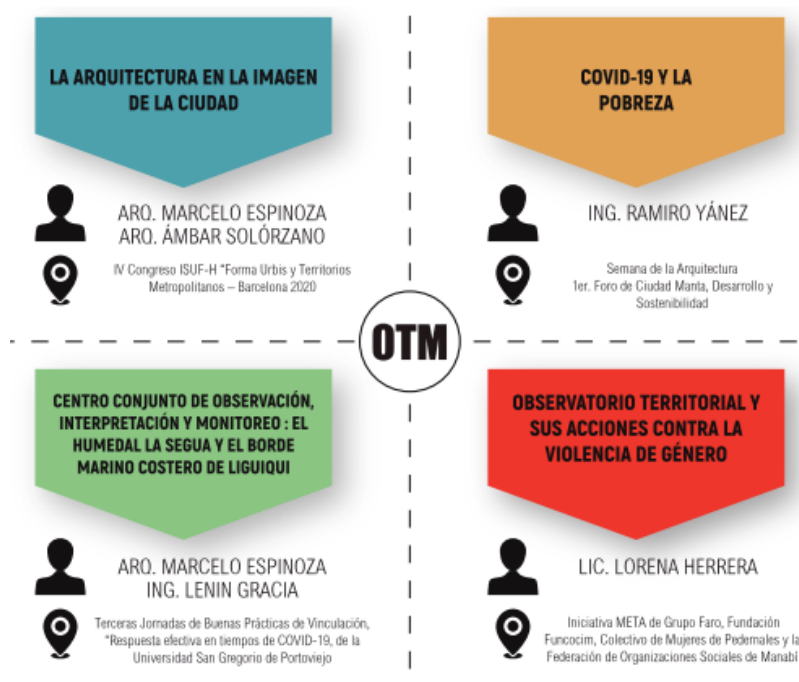 LA ARQUITECTURA EN LA IMAGEN
DE LA CIUDAD
ARQ. MARCELO ESPINOZA
ARQ. ÁMBAR SOLÓRZANO
IV Congreso ISUF-H "Forma Urbis y Territorios
Metropolitanos – Barcelona 2020
COVID-19 Y LA
POBREZA
ING. RAMIRO YÁNEZ
Semana de la Arquitectura
1er. Foro de Ciudad Manta, Desarrollo y
Sostenibilidad
OTM
CENTRO CONJUNTO DE OBSERVACIÓN,
INTERPRETACIÓN Y MONITOREO : EL
HUMEDAL LA SEGUA Y EL BORDE
MARINO COSTERO DE LIGUIQUI
ARQ. MARCELO ESPINOZA
ING. LENIN GRACIA
Terceras Jornadas de Buenas Prácticas de Vinculación,
"Respuesta efectiva en tiempos de COVID-19, de la
Universidad San Gregorio de Portoviejo
OBSERVATORIO TERRITORIAL Y
SUS ACCIONES CONTRA LA
VIOLENCIA DE GÉNERO
LIC. LORENA HERRERA
Iniciativa META de Grupo Faro, Fundación
Funcocim, Colectivo de Mujeres de Pedernales y la
Federación de Organizaciones Sociales de Manabí